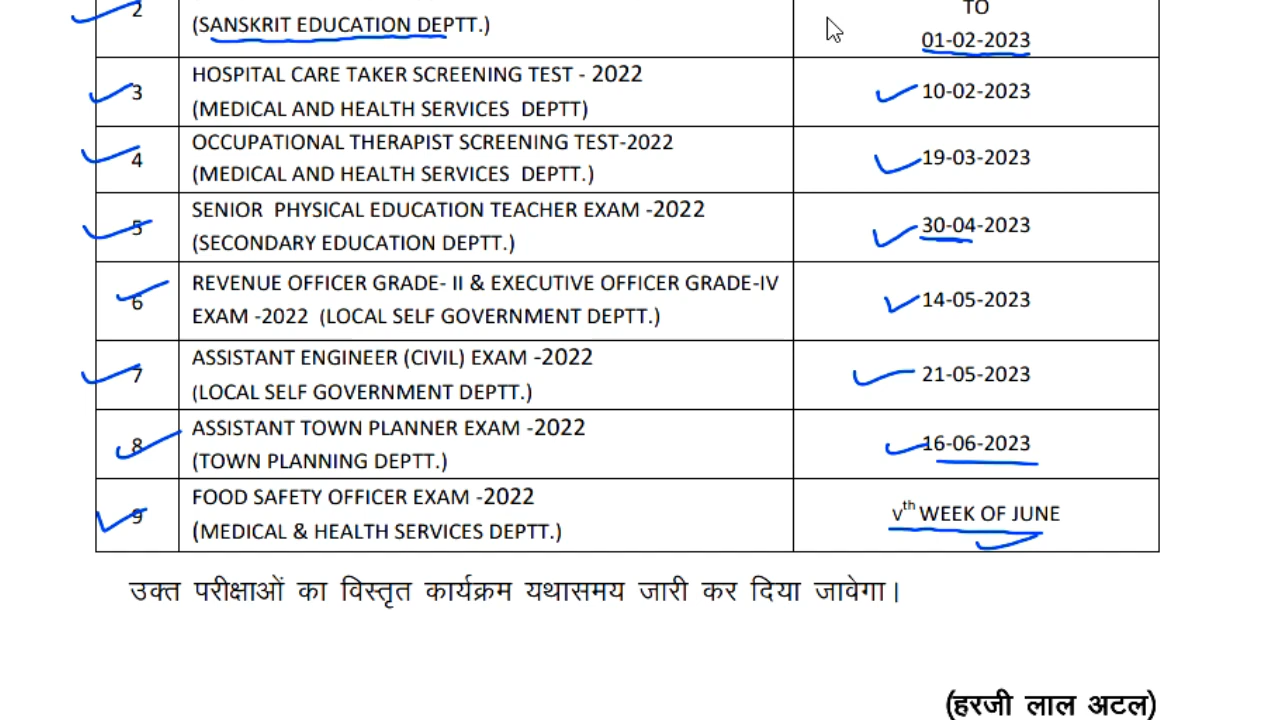 2
(SANSKRIT EDUCATION DEPTT.)
TO
01-02-2023
3
HOSPITAL CARE TAKER SCREENING TEST - 2022
(MEDICAL AND HEALTH SERVICES DEPTT)
10-02-2023
4
OCCUPATIONAL THERAPIST SCREENING TEST-2022
(MEDICAL AND HEALTH SERVICES DEPTT.)
19-03-2023
5
SENIOR PHYSICAL EDUCATION TEACHER EXAM -2022
(SECONDARY EDUCATION DEPTT.)
30-04-2023
6
REVENUE OFFICER GRADE- II & EXECUTIVE OFFICER GRADE-IV
EXAM -2022 (LOCAL SELF GOVERNMENT DEPTT.)
14-05-2023
7
ASSISTANT ENGINEER (CIVIL) EXAM -2022
(LOCAL SELF GOVERNMENT DEPTT.)
21-05-2023
8
ASSISTANT TOWN PLANNER EXAM -2022
(TOWN PLANNING DEPTT.)
16-06-2023
9
FOOD SAFETY OFFICER EXAM -2022
(MEDICAL & HEALTH SERVICES DEPTT.)
Vth WEEK OF JUNE
उक्त परीक्षाओं का विस्तृत कार्यक्रम यथासमय जारी कर दिया जावेगा।
(हरजी लाल अटल)